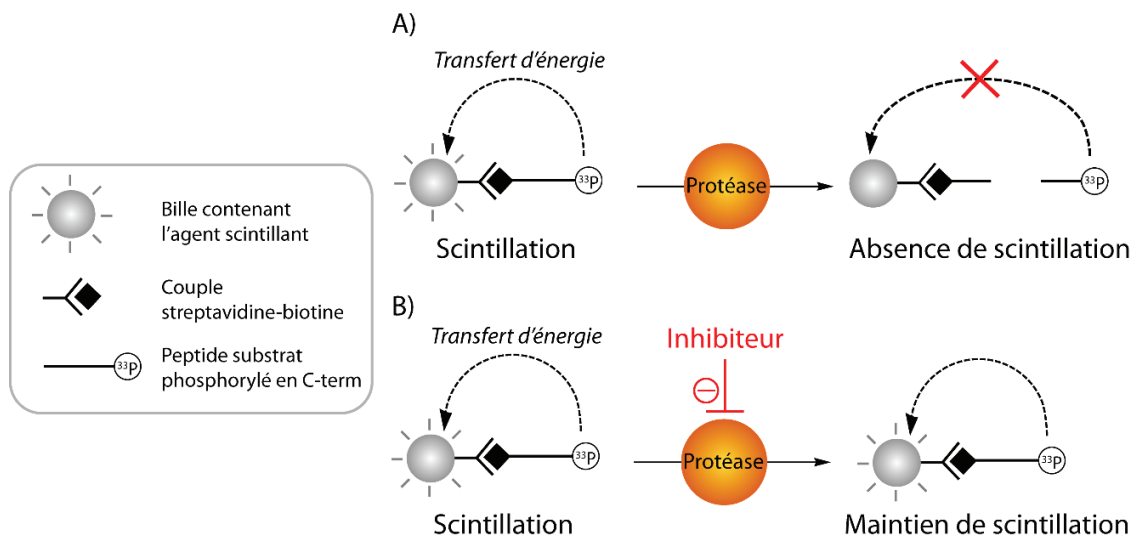 A)
Transfert d'énergie
33P
Protéase
33P
Scintillation
Absence de scintillation
Bille contenant
l'agent scintillant
Couple
streptavidine-biotine
33P
Peptide substrat
phosphorylé en C-term
B)
Transfert d'énergie
Inhibiteur
−
33P
Protéase
33P
Scintillation
Maintien de scintillation